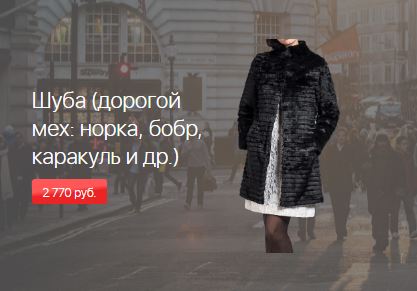 Шуба (дорогой
мех: норка, бобр,
каракуль и др.)
2 770 руб.